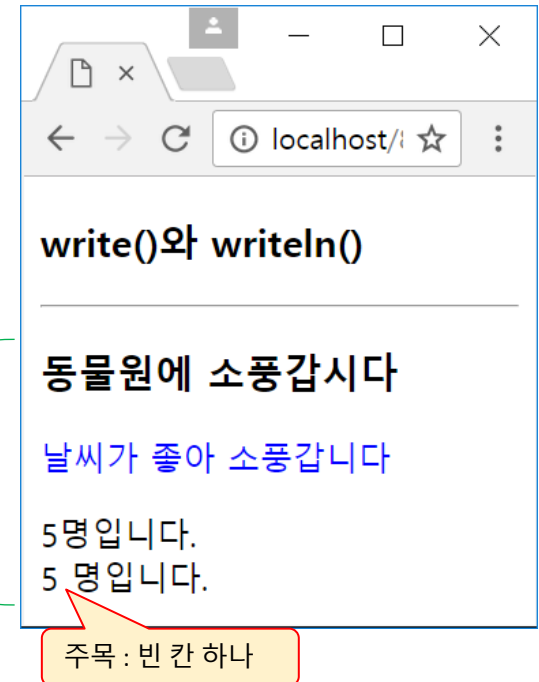 localhost/
write()와 writeln()
동물원에 소풍갑시다
날씨가 좋아 소풍갑니다
5명입니다.
5 명입니다.
주목 : 빈 칸 하나